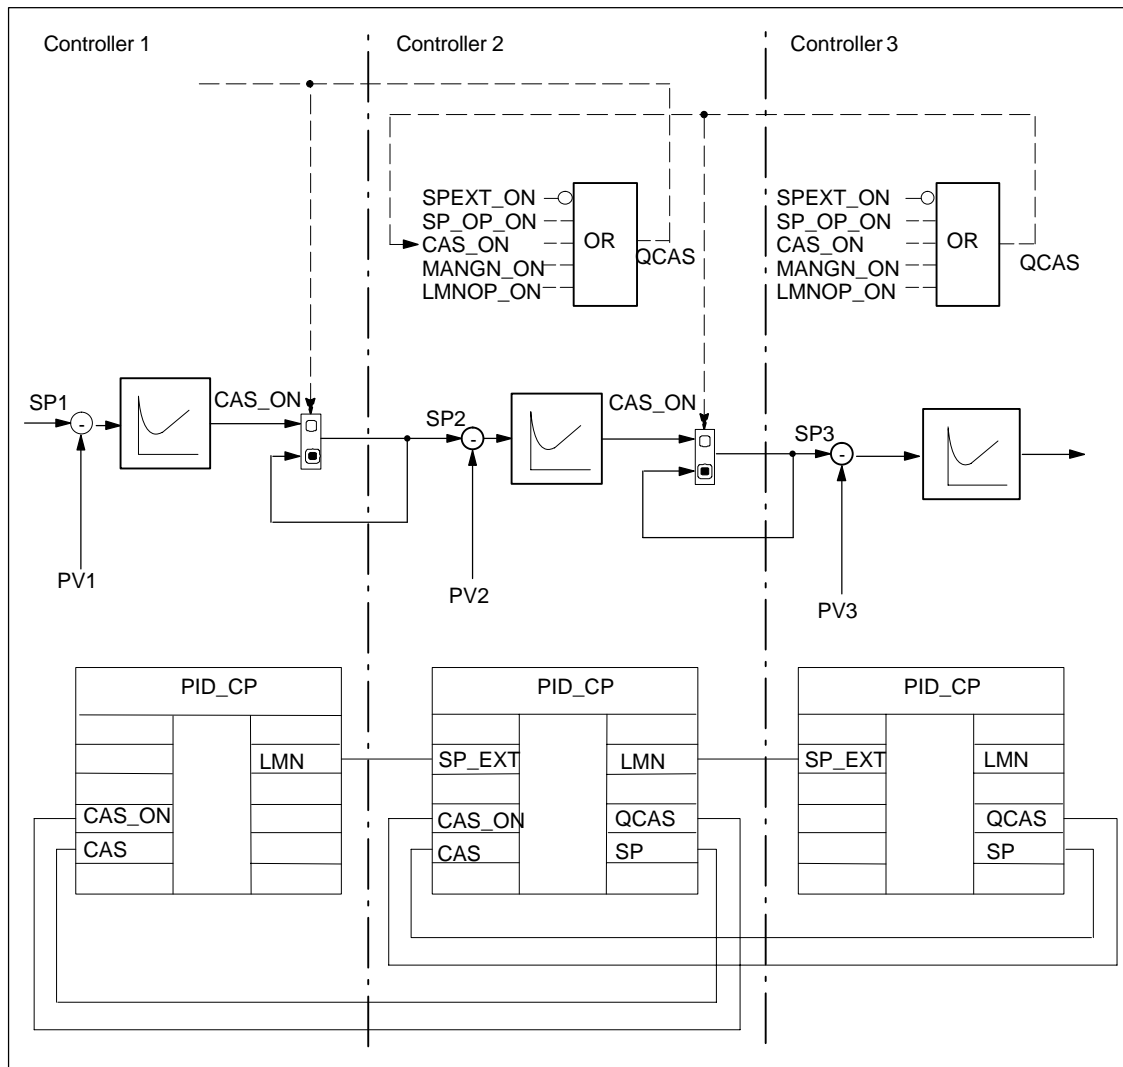 Controller 1
Controller 2
Controller 3
SPEXT_ON
SP_OP_ON
CAS_ON
MANGN_ON
LMNOP_ON
OR
QCAS
SPEXT_ON
SP_OP_ON
CAS_ON
MANGN_ON
LMNOP_ON
OR
QCAS
SP1
-
CAS_ON
PV1
SP2
-
CAS_ON
PV2
SP3
-
PV3
PID_CP
LMN
CAS_ON
CAS
PID_CP
SP_EXT
LMN
CAS_ON
QCAS
CAS
SP
PID_CP
SP_EXT
LMN
QCAS
SP